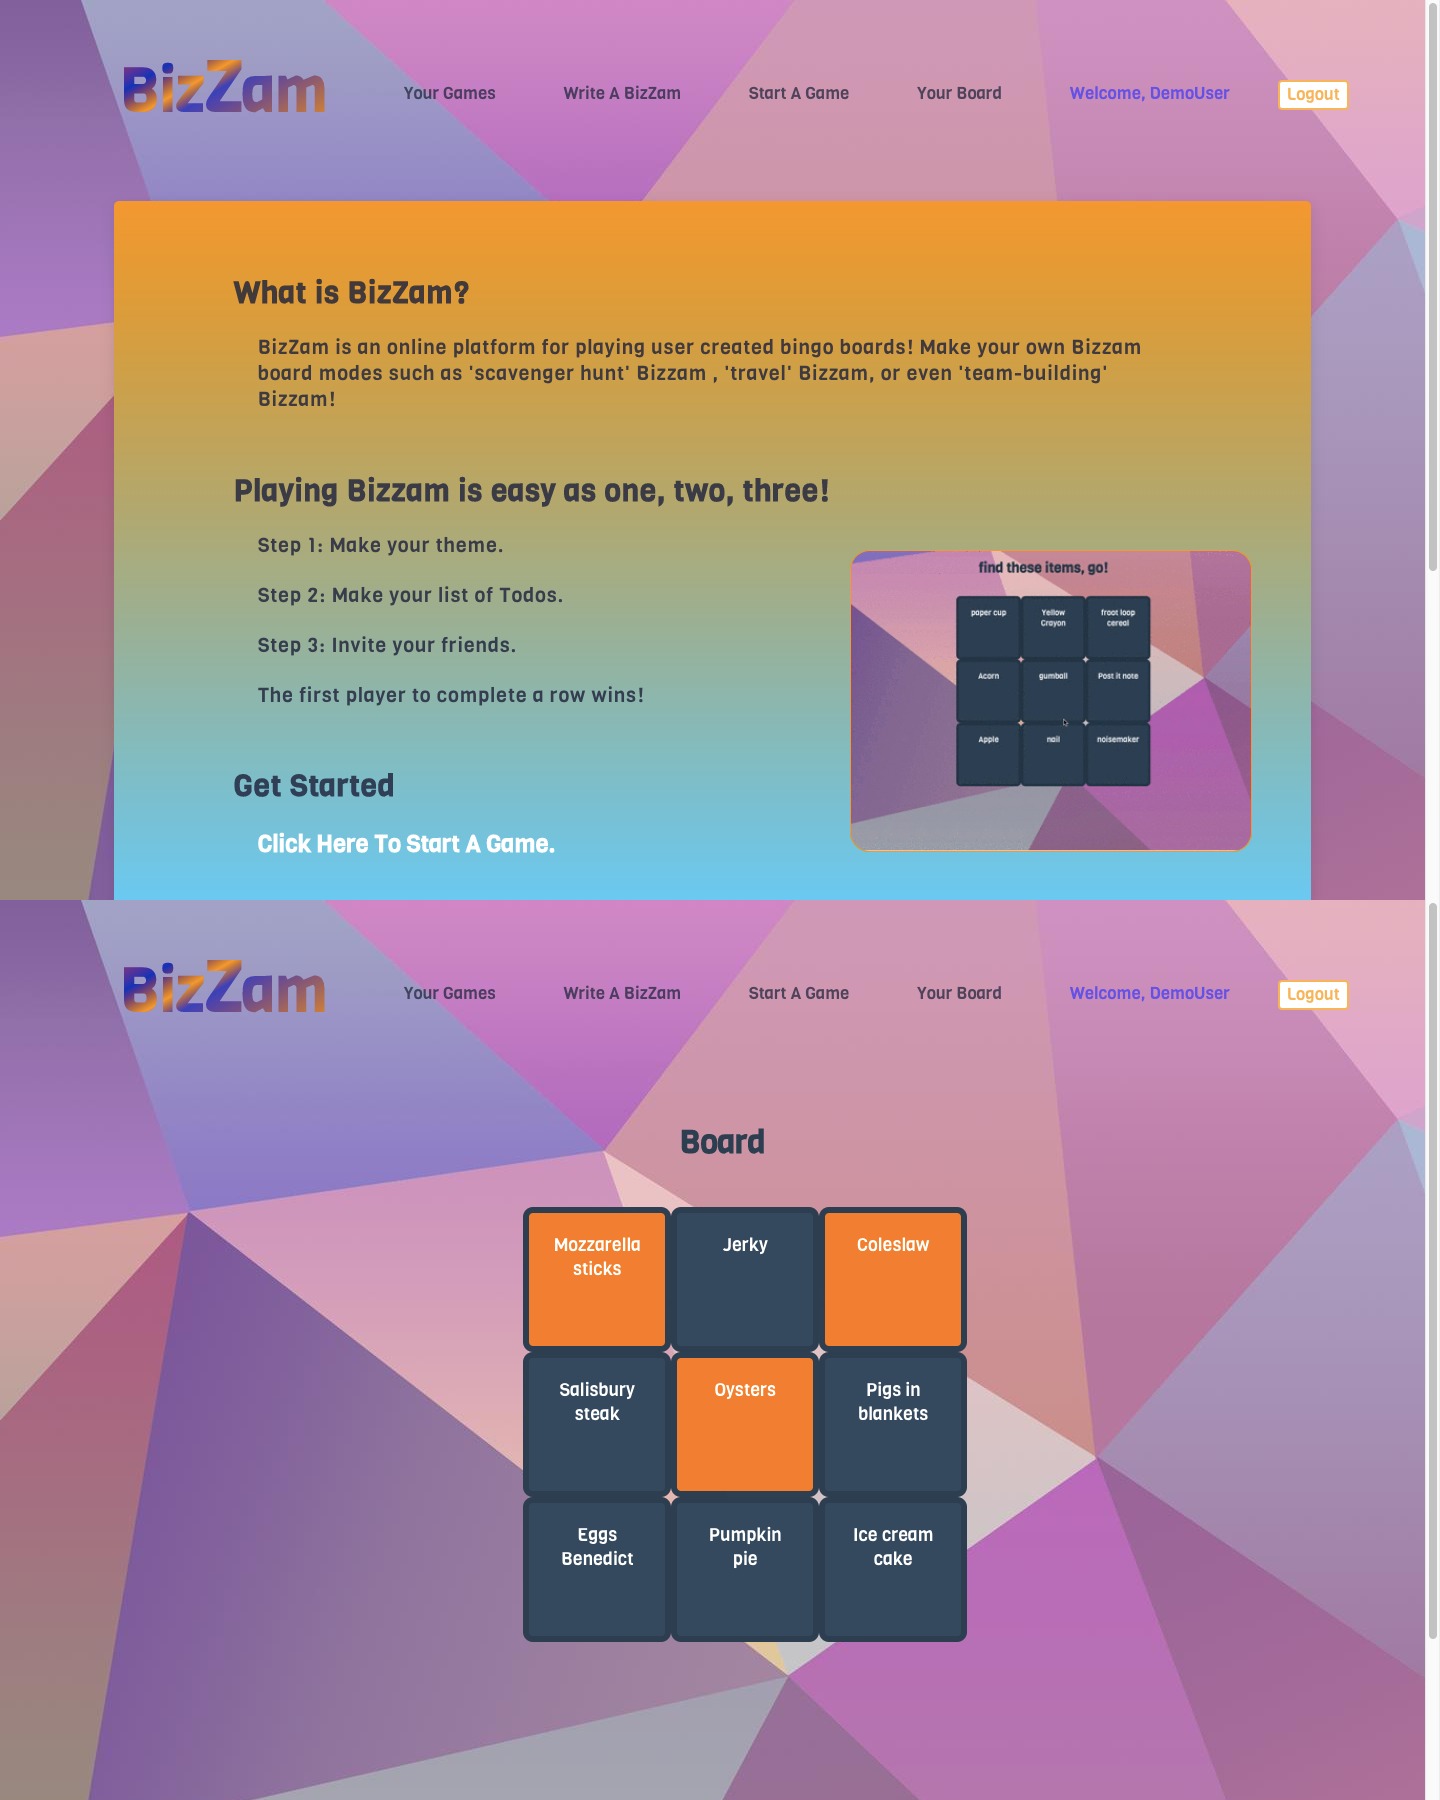 BizZam
Your Games
Write A BizZam
Start A Game
Your Board
Welcome, DemoUser
Logout
What is BizZam?
BizZam is an online platform for playing user created bingo boards! Make your own Bizzam
board modes such as 'scavenger hunt' Bizzam , 'travel' Bizzam, or even 'team-building'
Bizzam!
Playing Bizzam is easy as one, two, three!
Step 1: Make your theme.
Step 2: Make your list of Todos.
Step 3: Invite your friends.
The first player to complete a row wins!
find these items, go!
paper cup
Yellow
Crayon
froot loop
cereal
Acorn
gumball
Post it note
Apple
nail
noisemaker
Get Started
Click Here To Start A Game.
BizZam
Your Games
Write A BizZam
Start A Game
Your Board
Welcome, DemoUser
Logout
Board
Mozzarella
sticks
Jerky
Coleslaw
Salisbury
steak
Oysters
Pigs in
blankets
Eggs
Benedict
Pumpkin
pie
Ice cream
cake